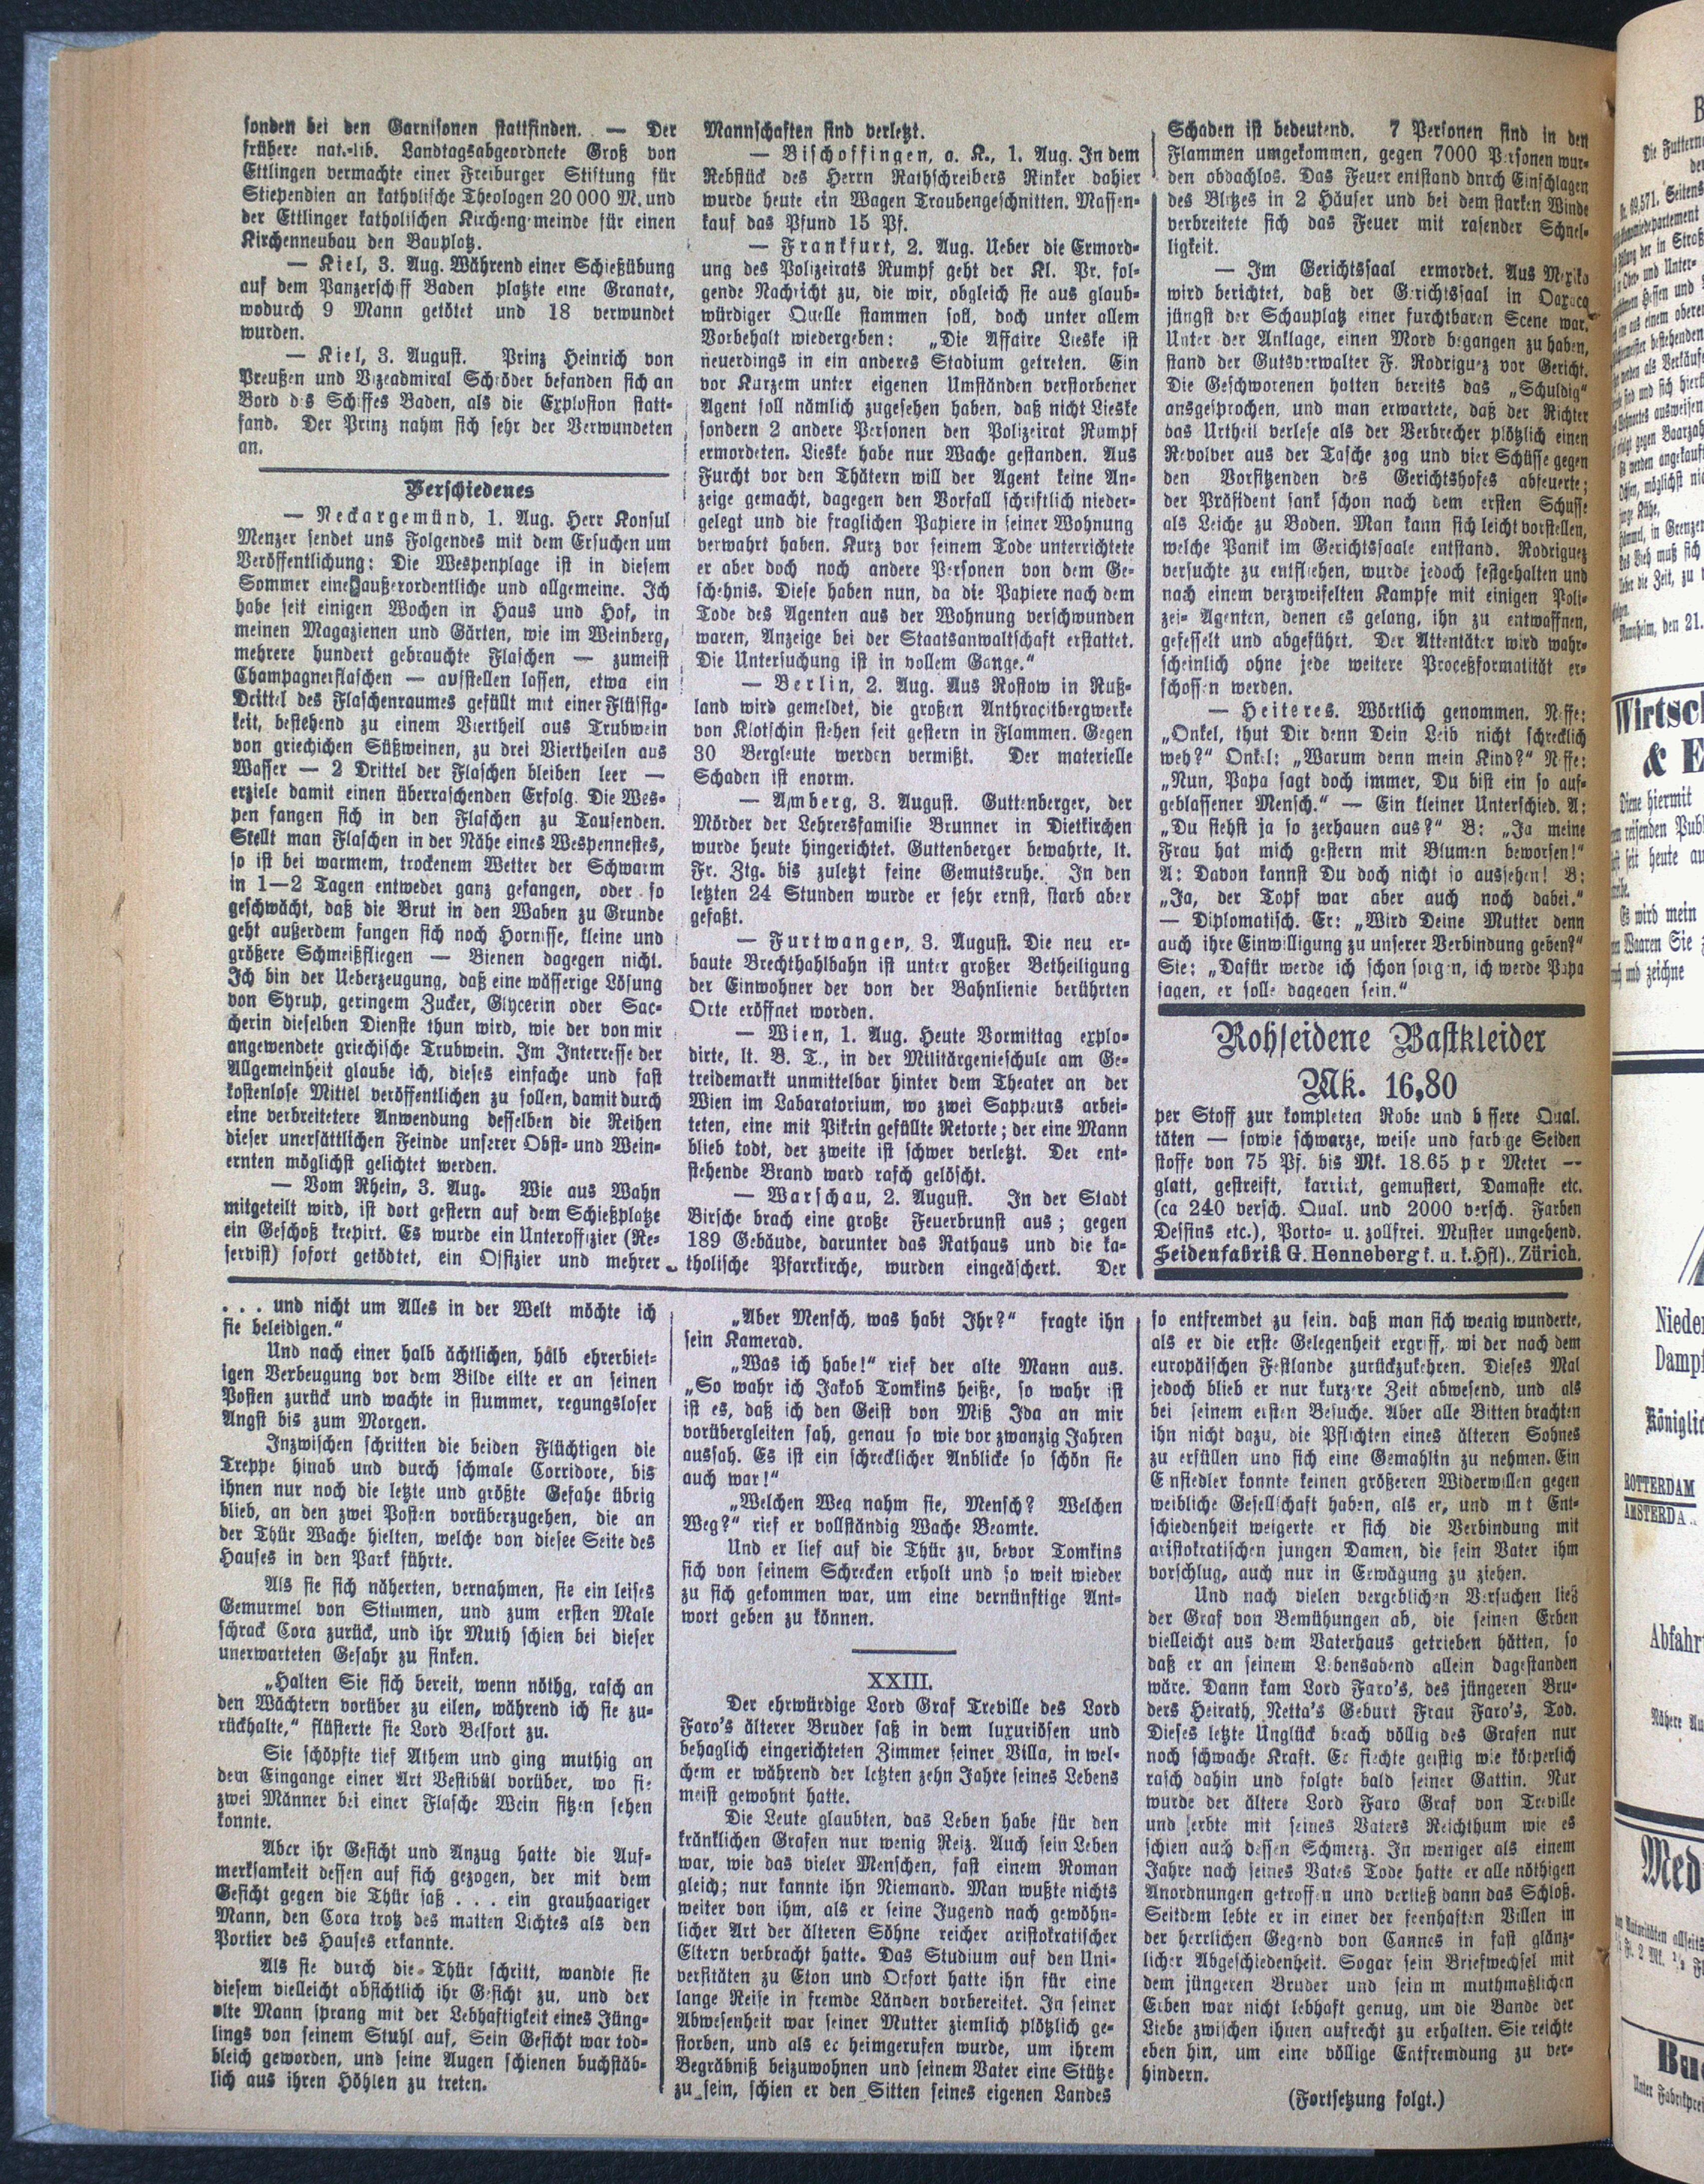 sonden bei den Garnisonen stattfinden. — Der
frühere nat.-lib. Landtagsabgeordnete Groß von
Ettlingen vermachte einer Freiburger Stiftung für
Stiependien an katholische Theologen 20 000 M. und
der Ettlinger katholischen Kircheng·meinde für einen
Kirchenneubau den Bauplatz.
— Kiel, 3. Aug. Während einer Schießübung
auf dem Panzerschiff Baden platzte eine Granate,
wodurch 9 Mann getötet und 18 verwundet
wurden.
— Kiel, 3. August. Prinz Heinrich von
Preußen und Vizeadmiral Schröder befanden sich an
Bord des Schiffes Baden, als die Explosion statt-
fand. Der Prinz nahm sich sehr der Verwundeten
an.
Verschiedenes
— Neckargemünd, 1. Aug. Herr Konsul
Menzer sendet uns Folgendes mit dem Ersuchen um
Veröffentlichung: Die Wespenplage ist in diesem
Sommer eine außerordentliche und allgemeine. Ich
habe seit einigen Wochen in Haus und Hof, in
meinen Magazienen und Gärten, wie im Weinberg,
mehrere hundert gebrauchte Flaschen — zumeist
Champagnerflaschen — aufstellen lassen, etwa ein
Drittel des Flaschenraumes gefüllt mit einer Flüssig-
keit, bestehend zu einem Viertheil aus Trubwein
von griechichen Süßweinen, zu drei Viertheilen aus
Wasser — 2 Drittel der Flaschen bleiben leer —
erziele damit einen überraschenden Erfolg. Die Wes-
pen fangen sich in den Flaschen zu Tausenden.
Stellt man Flaschen in der Nähe eines Wespennestes,
so ist bei warmem, trockenem Wetter der Schwarm
in 1—2 Tagen entweder ganz gefangen, oder so
geschwächt, daß die Brut in den Waben zu Grunde
geht außerdem fangen sich noch Hornisse, kleine und
größere Schmeißfliegen — Bienen dagegen nicht.
Ich bin der Ueberzeugung, daß eine wässerige Lösung
von Syrup, geringem Zucker, Glycerin oder Sac-
cherin dieselben Dienste thun wird, wie der von mir
angewendete griechische Trubwein. Im Interresse der
Allgemeinheit glaube ich, dieses einfache und fast
kostenlose Mittel veröffentlichen zu sollen, damit durch
eine verbreitetere Anwendung desselben die Reihen
dieser unersättlichen Feinde unserer Obst- und Wein-
ernten möglichst gelichtet werden.
— Vom Rhein, 3. Aug. Wie aus Wahn
mitgeteilt wird, ist dort gestern auf dem Schießplatze
ein Geschoß krepirt. Es wurde ein Unteroffizier (Re-
servist) sofort getödtet, ein Offizier und mehrer
Mannschaften sind verletzt.
— Bischoffingen, a. K., 1. Aug. In dem
Rebstück des Herrn Rathschreibers Rinker dahier
wurde heute ein Wagen Traubengeschnitten. Massen-
kauf das Pfund 15 Pf.
— Frankfurt, 2. Aug. Ueber die Ermord-
ung des Polizeirats Rumpf geht der Kl. Pr. fol-
gende Nachricht zu, die wir, obgleich sie aus glaub-
würdiger Quelle stammen soll, doch unter allem
Vorbehalt wiedergeben: „Die Affaire Lieske ist
neuerdings in ein anderes Stadium getreten. Ein
vor Kurzem unter eigenen Umständen verstorbener
Agent soll nämlich zugesehen haben, daß nicht Lieske
sondern 2 andere Personen den Polizeirat Rumpf
ermordeten. Lieske habe nur Wache gestanden. Aus
Furcht vor den Thätern will der Agent keine An-
zeige gemacht, dagegen den Vorfall schriftlich nieder-
gelegt und die fraglichen Papiere in seiner Wohnung
verwahrt haben. Kurz vor seinem Tode unterrichtete
er aber doch noch andere Personen von dem Ge-
schehnis. Diese haben nun, da die Papiere nach dem
Tode des Agenten aus der Wohnung verschwunden
waren, Anzeige bei der Staatsanwaltschaft erstattet.
Die Untersuchung ist in vollem Gange.“
— Berlin, 2. Aug. Aus Rostow in Ruß-
land wird gemeldet, die großen Anthracitbergwerke
von Klotschin stehen seit gestern in Flammen. Gegen
30 Bergleute werden vermißt. Der materielle
Schaden ist enorm.
— Amberg, 3. August. Guttenberger, der
Mörder der Lehrersfamilie Brunner in Dietkirchen
wurde heute hingerichtet. Guttenberger bewahrte, lt.
Fr. Ztg. bis zuletzt seine Gemutsruhe. In den
letzten 24 Stunden wurde er sehr ernst, starb aber
gefaßt.
— Furtwangen, 3. August. Die neu er-
baute Brechthahlbahn ist unter großer Betheiligung
der Einwohner der von der Bahnlienie berührten
Orte eröffnet worden.
— Wien, 1. Aug. Heute Vormittag explo-
dirte, lt. B. T., in der Militärgenieschule am Ge-
treidemarkt unmittelbar hinter dem Theater an der
Wien im Labaratorium, wo zwei Sappeurs arbei-
teten, eine mit Pikrin gefüllte Retorte; der eine Mann
blieb todt, der zweite ist schwer verletzt. Der ent-
stehende Brand ward rasch gelöscht.
— Warschau, 2. August. In der Stadt
Birsche brach eine große Feuerbrunst aus; gegen
189 Gebäude, darunter das Rathaus und die ka-
tholische Pfarrkirche, wurden eingeäschert. Der
Schaden ist bedeutend. 7 Personen sind in den
Flammen umgekommen, gegen 7000 Personen wur-
den obdachlos. Das Feuer entstand dnrch Einschlagen
des Blitzes in 2 Häuser und bei dem starken Winde
verbreitete sich das Feuer mit rasender Schnel-
ligkeit.
— Im Gerichtssaal ermordet. Aus Mexiko
wird berichtet, daß der Gerichtssaal in Oaxaca
jüngst der Schauplatz einer furchtbaren Scene war.
Unter der Anklage, einen Mord begangen zu haben,
stand der Gutsverwalter F. Rodriguez vor Gericht.
Die Geschworenen hatten bereits das „Schuldig“
ansgesprochen, und man erwartete, daß der Richter
das Urtheil verlese als der Verbrecher plötzlich einen
Revolver aus der Tasche zog und vier Schüsse gegen
den Vorsitzenden des Gerichtshofes abfeuerte;
der Präsident sank schon nach dem ersten Schusse
als Leiche zu Boden. Man kann sich leicht vorstellen,
welche Panik im Gerichtssaale entstand. Rodriguez
versuchte zu entfliehen, wurde jedoch festgehalten und
nach einem verzweifelten Kampfe mit einigen Poli-
zei- Agenten, denen es gelang, ihn zu entwaffnen,
gefesselt und abgeführt. Der Attentäter wird wahr-
scheinlich ohne jede weitere Proceßformalität er-
schossen werden.
— Heiteres. Wörtlich genommen. Neffe:
„Onkel, thut Dir denn Dein Leib nicht schrecklich
weh?“ Onkel: „Warum denn mein Kind?“ Neffe:
„Nun, Papa sagt doch immer, Du bist ein so auf-
geblassener Mensch.“ — Ein kleiner Unterschied. A:
„Du siehst ja so zerhauen aus?“ B: „Ja meine
Frau hat mich gestern mit Blumen beworfen!“
A: Davon kannst Du doch nicht so aussehen! B:
„Ja, der Topf war aber auch noch dabei.“
— Diplomatisch. Er: „Wird Deine Mutter denn
auch ihre Einwilligung zu unserer Verbindung geben?“
Sie: „Dafür werde ich schon sorgen, ich werde Papa
sagen, er solle dagegen sein.“
Rohseidene Bastkleider
Mk. 16,80
per Stoff zur kompleten Robe und bessere Qual.
täten — sowie schwarze, weise und farbige Seiden
stoffe von 75 Pf. bis Mk. 18.65 per Meter —
glatt, gestreift, karrirt, gemustert, Damaste etc.
(ca 240 versch. Qual. und 2000 versch. Farben
Dessins etc.), Porto- u. zollfrei. Muster umgehend.
Seidenfabrik G. Henneberg k. u. k. Hfl)., Zürich.
. . . und nicht um Alles in der Welt möchte ich
sie beleidigen.“
Und nach einer halb ächtlichen, halb ehrerbiet-
igen Verbeugung vor dem Bilde eilte er an seinen
Posten zurück und wachte in stummer, regungsloser
Angst bis zum Morgen.
Inzwischen schritten die beiden Flüchtigen die
Treppe hinab und durch schmale Corridore, bis
ihnen nur noch die letzte und größte Gefahe übrig
blieb, an den zwei Posten vorüberzugehen, die an
der Thür Wache hielten, welche von diesee Seite des
Hauses in den Park führte.
Als sie sich näherten, vernahmen, sie ein leises
Gemurmel von Stimmen, und zum ersten Male
schrack Cora zurück, und ihr Muth schien bei dieser
unerwarteten Gefahr zu sinken.
„Halten Sie sich bereit, wenn nöthg, rasch an
den Wächtern vorüber zu eilen, während ich sie zu-
rückhalte,“ flüsterte sie Lord Belfort zu.
Sie schöpfte tief Athem und ging muthig an
dem Eingange einer Art Vestibül vorüber, wo sie
zwei Männer bei einer Flasche Wein sitzen sehen
konnte.
Aber ihr Gesicht und Anzug hatte die Auf-
merksamkeit dessen auf sich gezogen, der mit dem
Gesicht gegen die Thür saß . . . ein grauhaariger
Mann, den Cora trotz des matten Lichtes als den
Portier des Hauses erkannte.
Als sie durch die Thür schritt, wandte sie
diesem vielleicht absichtlich ihr Gesicht zu, und der
alte Mann sprang mit der Lebhaftigkeit eines Jüng-
lings von seinem Stuhl auf, Sein Gesicht war tod-
bleich geworden, und seine Augen schienen buchstäb-
lich aus ihren Höhlen zu treten.
„Aber Mensch, was habt Ihr?“ fragte ihn
sein Kamerad.
„Was ich habe!“ rief der alte Mann aus.
„So wahr ich Jakob Tomkins heiße, so wahr ist
ist es, daß ich den Geist von Miß Ida an mir
vorübergleiten sah, genau so wie vor zwanzig Jahren
aussah. Es ist ein schrecklicher Anblicke so schön sie
auch war!“
„Welchen Weg nahm sie, Mensch? Welchen
Weg?“ rief er vollständig Wache Beamte.
Und er lief auf die Thür zu, bevor Tomkins
sich von seinem Schrecken erholt und so weit wieder
zu sich gekommen war, um eine vernünftige Ant-
wort geben zu können.
XXIII.
Der ehrwürdige Lord Graf Treville des Lord
Faro's älterer Bruder saß in dem luxuriösen und
behaglich eingerichteten Zimmer seiner Villa, in wel-
chem er während der letzten zehn Jahre seines Lebens
meist gewohnt hatte.
Die Leute glaubten, das Leben habe für den
kränklichen Grafen nur wenig Reiz. Auch sein Leben
war, wie das vieler Menschen, fast einem Roman
gleich; nur kannte ihn Niemand. Man wußte nichts
weiter von ihm, als er seine Jugend nach gewöhn-
licher Art der älteren Söhne reicher aristokratischer
Eltern verbracht hatte. Das Studium auf den Uni-
versitäten zu Eton und Orfort hatte ihn für eine
lange Reise in fremde Länden vorbereitet. In seiner
Abwesenheit war seiner Mutter ziemlich plötzlich ge-
storben, und als ec heimgerufen wurde, um ihrem
Begräbniß beizuwohnen und seinem Vater eine Stütze
zu sein, schien er den Sitten seines eigenen Landes
so entfremdet zu sein. daß man sich wenig wunderte,
als er die erste Gelegenheit ergriff, wi der nach dem
europäischen Festlande zurückzukehren. Dieses Mal
jedoch blieb er nur kurzere Zeit abwesend, und als
bei seinem eisten Besuche. Aber alle Bitten brachten
ihn nicht dazu, die Pflichten eines älteren Sohnes
zu erfüllen und sich eine Gemahlin zu nehmen. Ein
E nsiedler konnte keinen größeren Widerwillen gegen
weibliche Gesellschaft haben, als er, und m t Ent-
schiedenheit weigerte er sich die Verbindung mit
aristokratischen jungen Damen, die sein Vater ihm
vorschlug, auch nur in Erwägung zu ziehen.
Und nach vielen vergeblichen Versuchen ließ
der Graf von Bemühungen ab, die seinen Erben
vielleicht aus dem Vaterhaus getrieben hätten, so
daß er an seinem Lebensabend allein dagestanden
wäre. Dann kam Lord Faro's, des jüngeren Bru-
ders Heirath, Netta's Geburt Frau Faro's, Tod.
Dieses letzte Unglück brach völlig des Grafen nur
noch schwache Kraft. Ec siechte geistig wie körperlich
rasch dahin und folgte bald seiner Gattin. Nar
wurde der ältere Lord Faro Graf von Treville
und erbte mit seines Vaters Reichthum wie es
schien auch dessen Schmerz. In weniger als einem
Jahre nach seines Vates Tode hatte er alle nöthigen
Anordnungen getroffen und verließ dann das Schloß.
Seitdem lebte er in einer der feenhaften Villen in
der herrlichen Gegend von Cannes in fast glänz-
licher Abgeschiedenheit. Sogar sein Briefwechsel mit
dem jüngeren Bruder und sein m muthmaßlichen
Erben war nicht lebhaft genug, um die Bande der
Liebe zwischen ihnen aufrecht zu erhalten. Sie reichte
eben hin, um eine völlige Entfremdung zu ver-
hindern.
(Fortsetzung folgt.)
Nr. 69,571.
Mannheim, den 21.
& E
Diene hiermit
seit heute
Es wird mein
Waaren Sie
und zeichne
ROTTERDAM